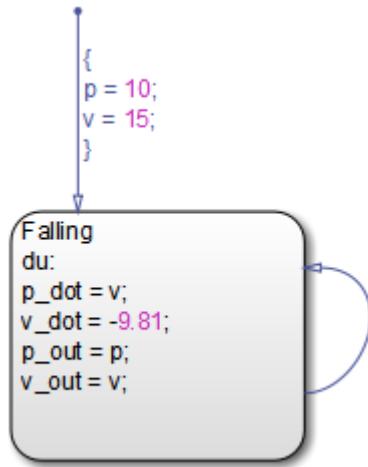 {
p = 10;
v = 15;
}
Falling
du:
p_dot = v;
v_dot = -9.81;
p_out = p;
v_out = v;